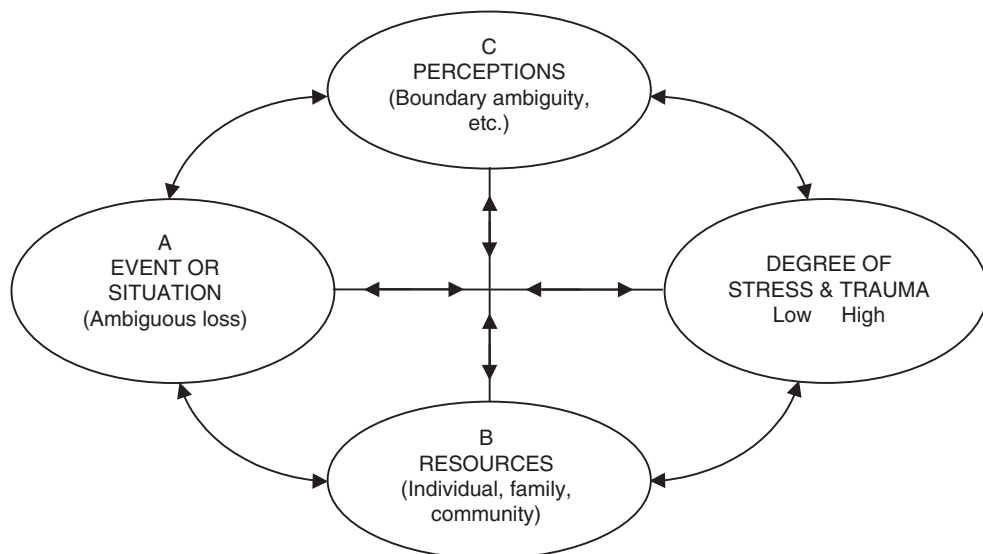 C
PERCEPTIONS
(Boundary ambiguity,
etc.)
A
EVENT OR
SITUATION
(Ambiguous loss)
DEGREE OF
STRESS & TRAUMA
Low High
B
RESOURCES
(Individual, family,
community)